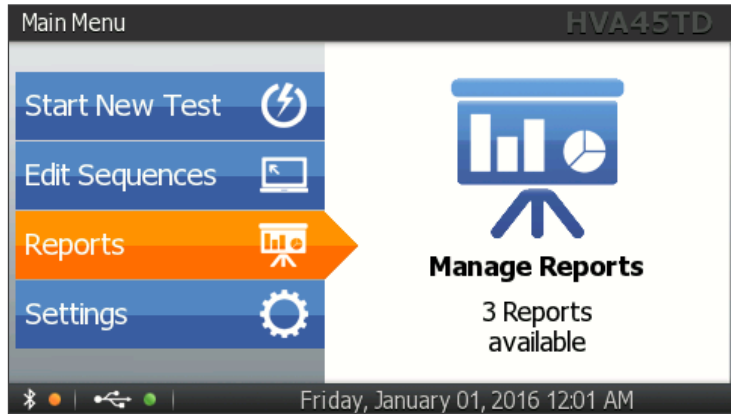 Main Menu
HVA45TD
Start New Test
Edit Sequences
Reports
Settings
Manage Reports
3 Reports
available
Friday, January 01, 2016 12:01 AM